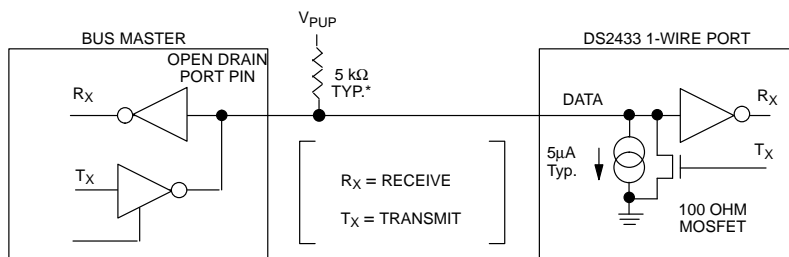 V_PUP
BUS MASTER
DS2433 1-WIRE PORT
OPEN DRAIN
PORT PIN
5 kΩ
TYP.*
R_X
DATA
R_X
T_X
5μA
Typ.
T_X
R_X = RECEIVE
T_X = TRANSMIT
100 OHM
MOSFET